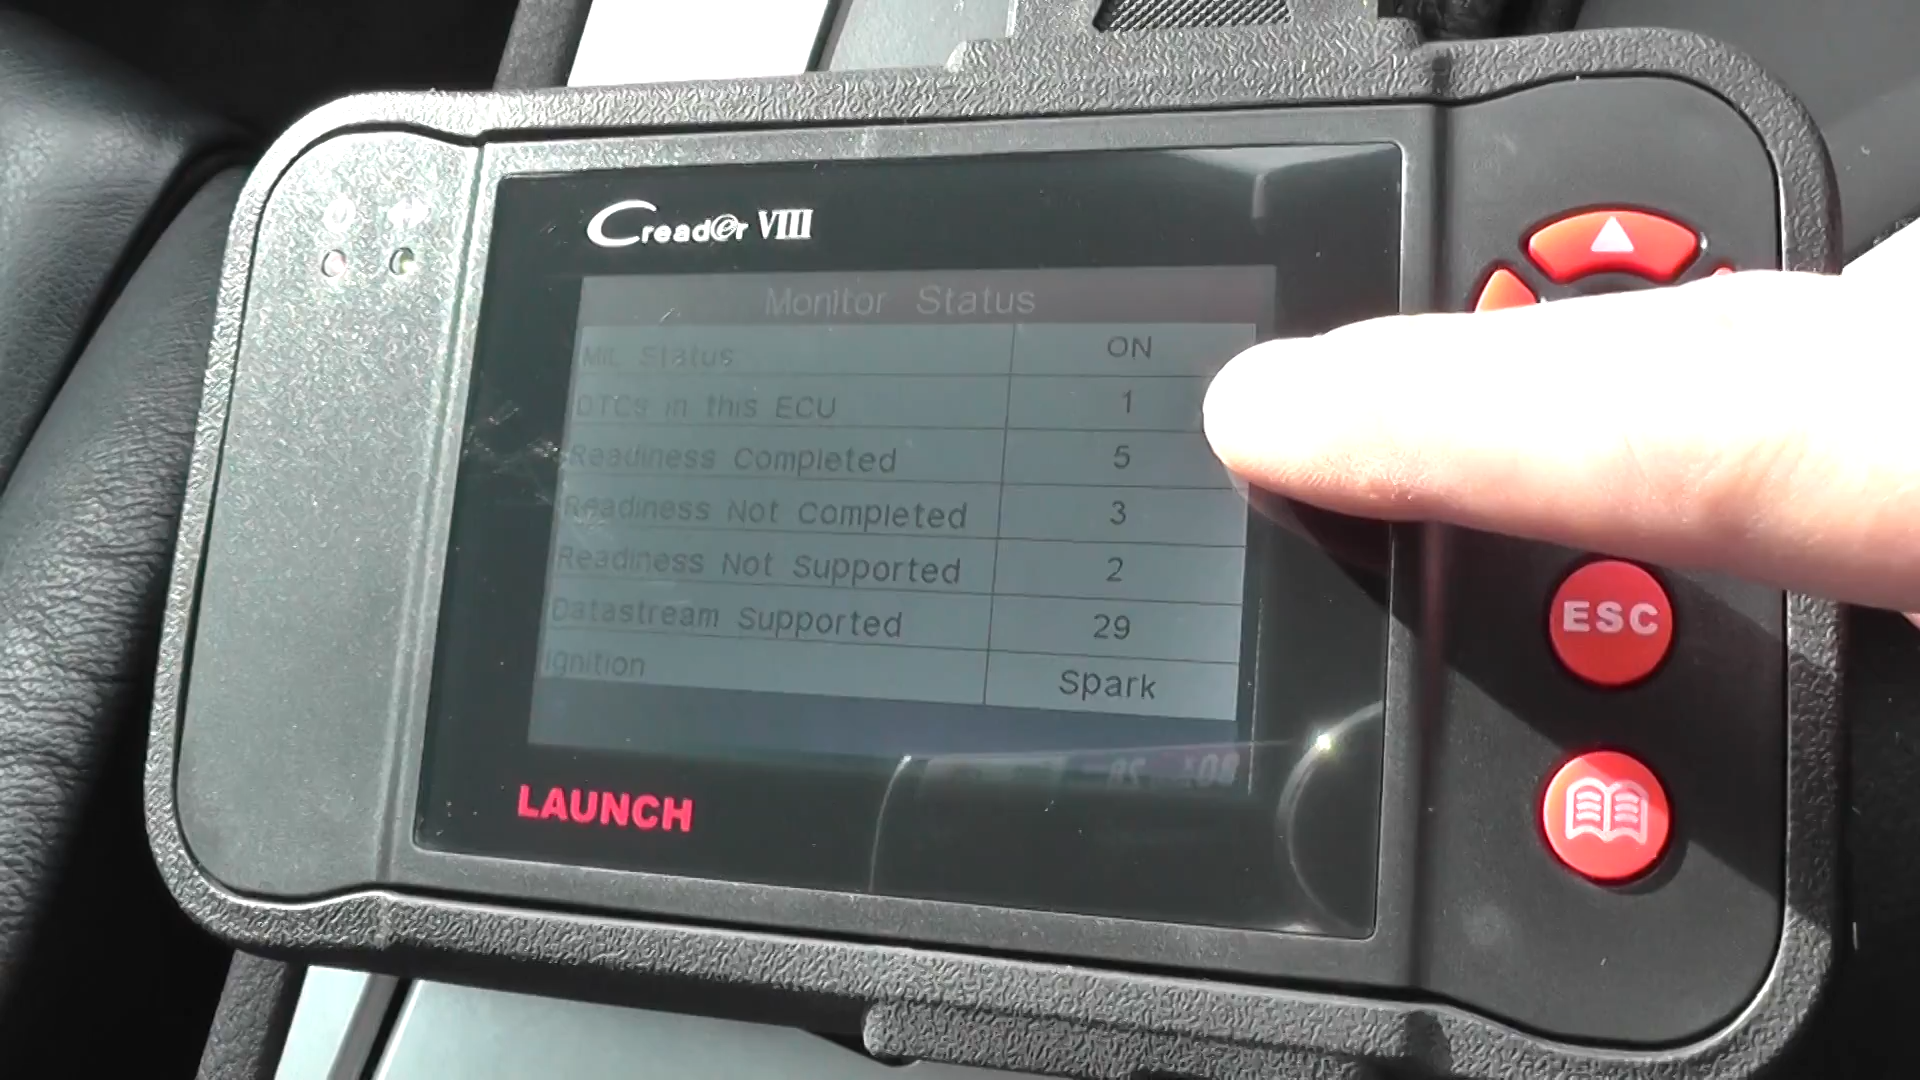 Creader VIII
Monitor Status
MIL Status ON
DTCs in this ECU 1
Readiness Completed 5
Readiness Not Completed 3
Readiness Not Supported 2
Datastream Supported 29
Ignition Spark
LAUNCH
ESC